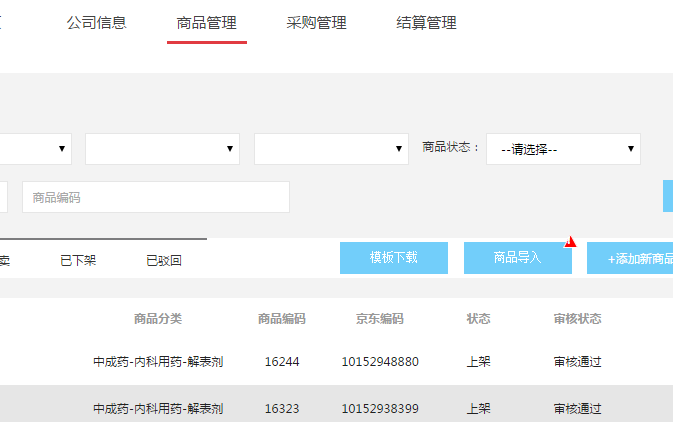 公司信息 商品管理 采购管理 结算管理
商品状态： --请选择--
商品编码
卖 已下架 已驳回 模板下载 商品导入 +添加新商品
商品分类 商品编码 京东编码 状态 审核状态
中成药-内科用药-解表剂 16244 10152948880 上架 审核通过
中成药-内科用药-解表剂 16323 10152938399 上架 审核通过